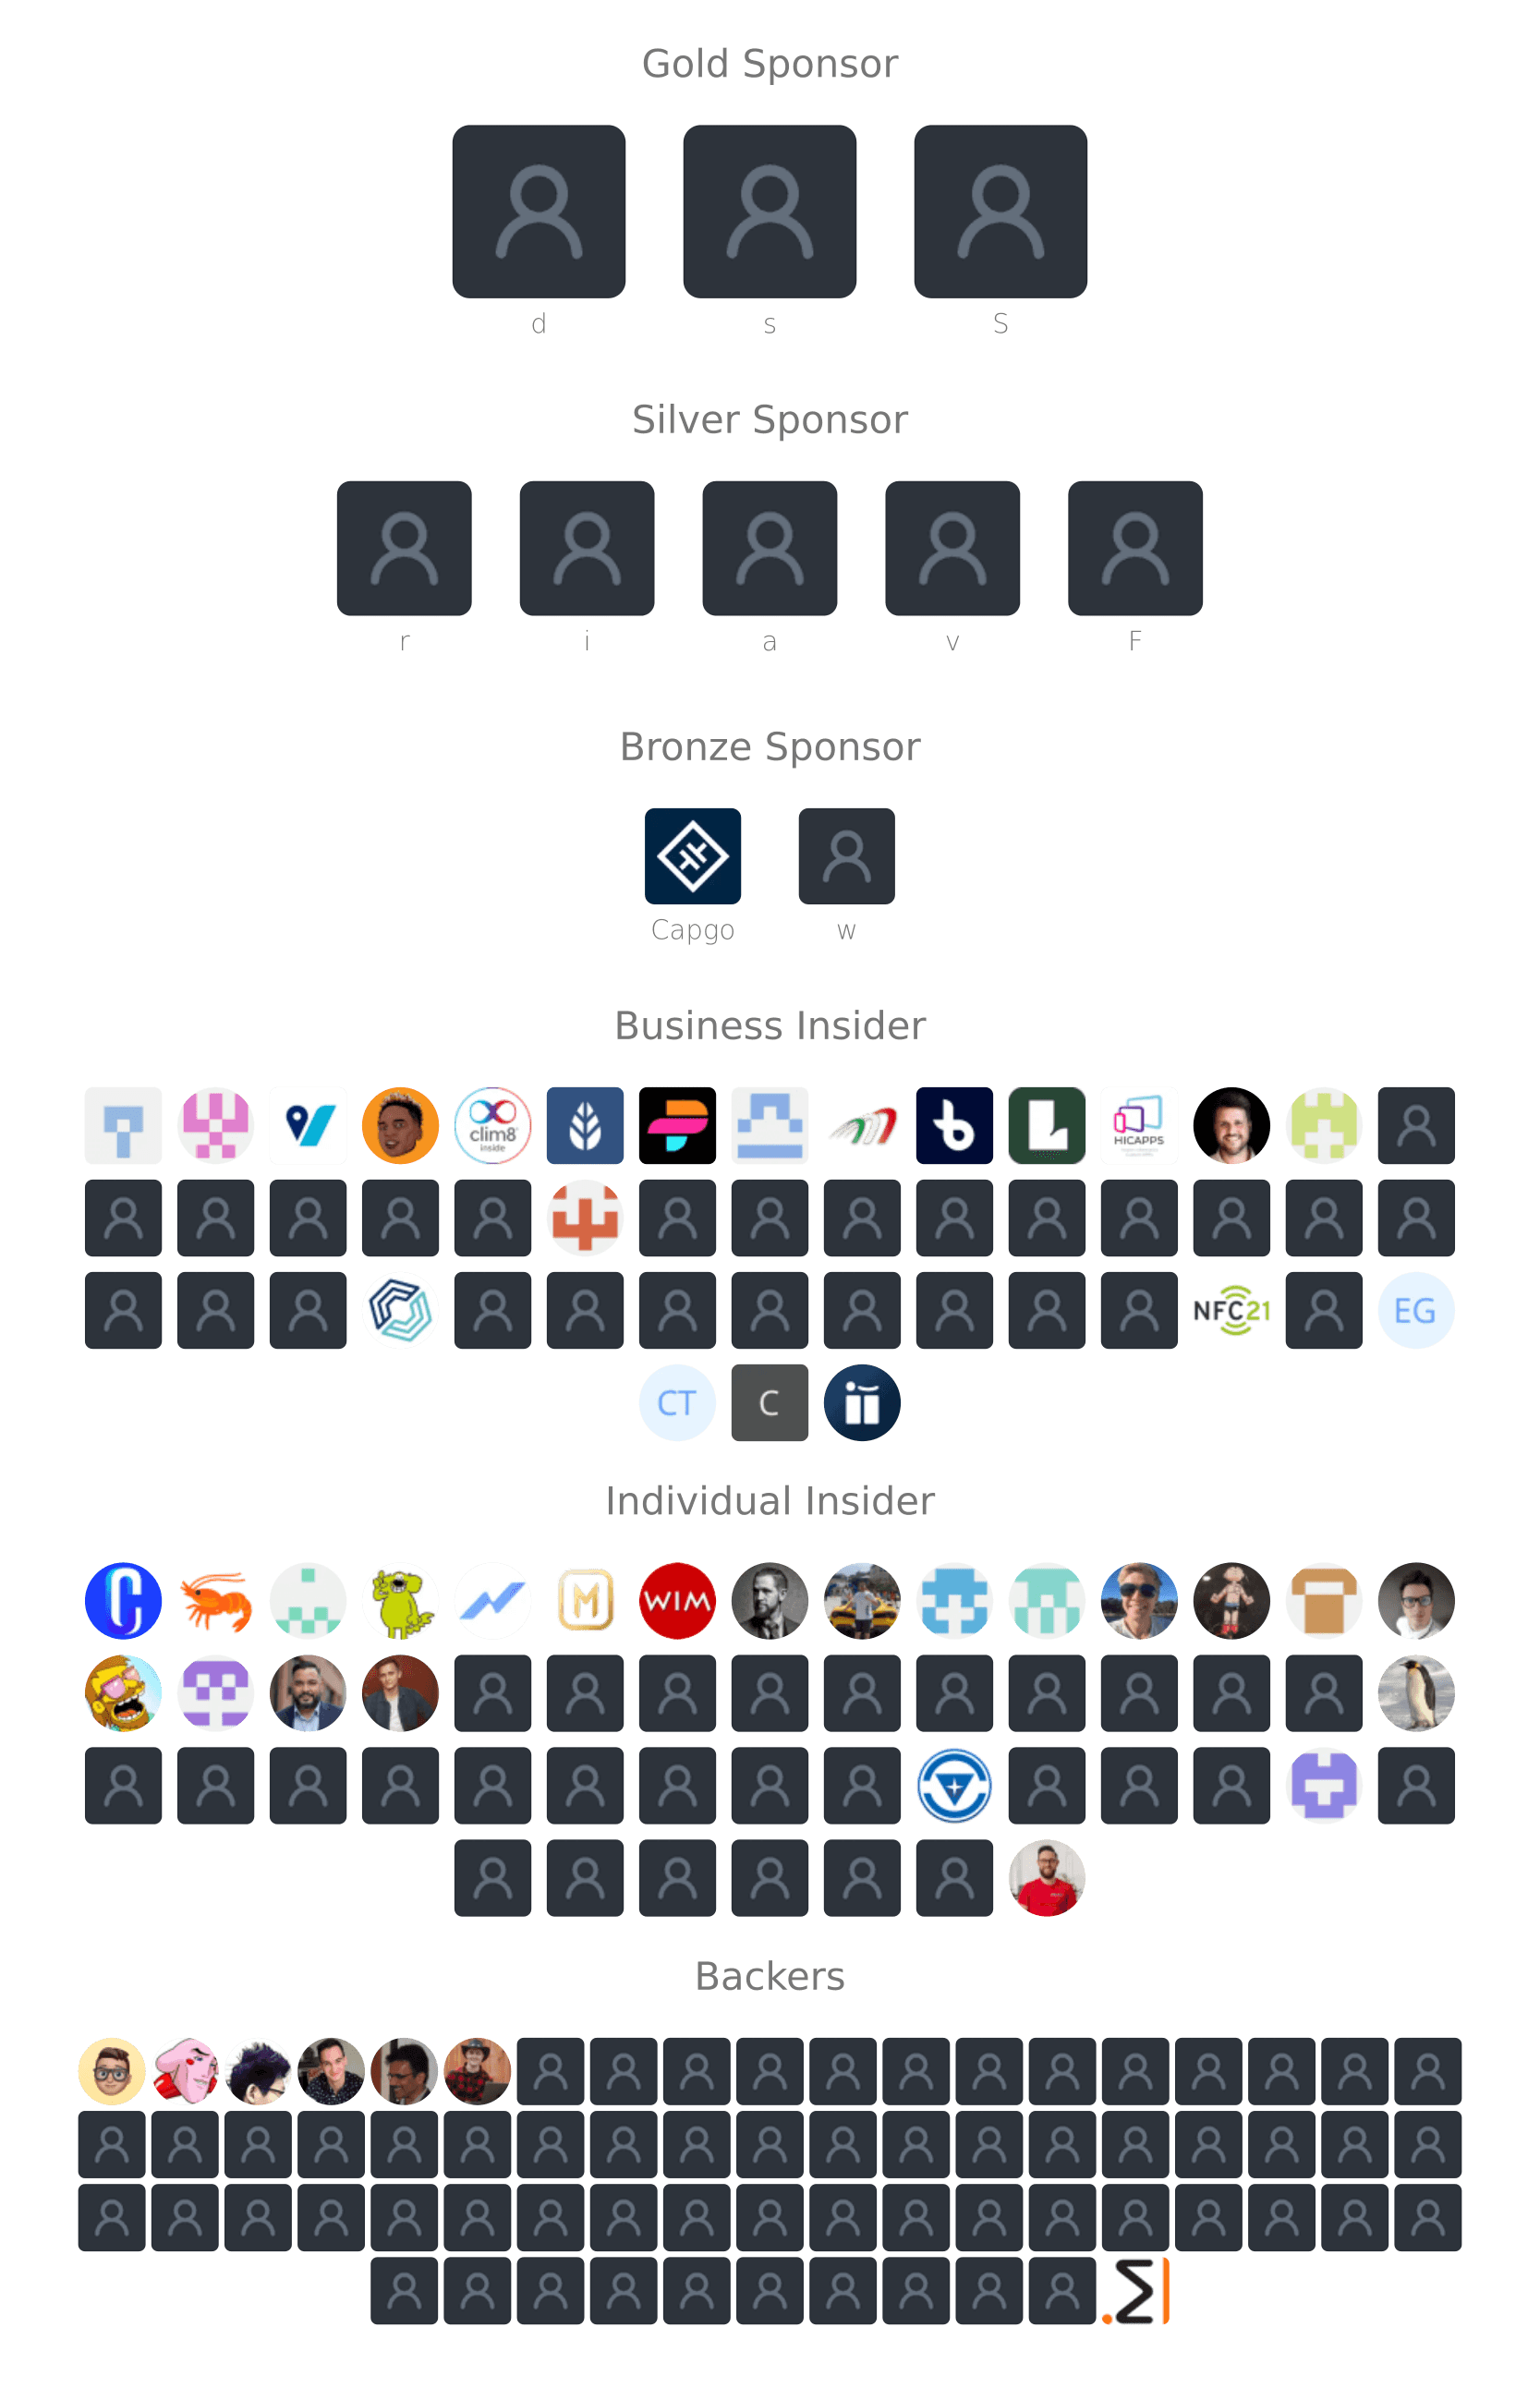 Gold Sponsor
d s S
Silver Sponsor
r i a v F
Bronze Sponsor
Capgo w
Business Insider
clim8
inside
HICAPPS
NFC21
EG
CT C
Individual Insider
M
WIM
Backers